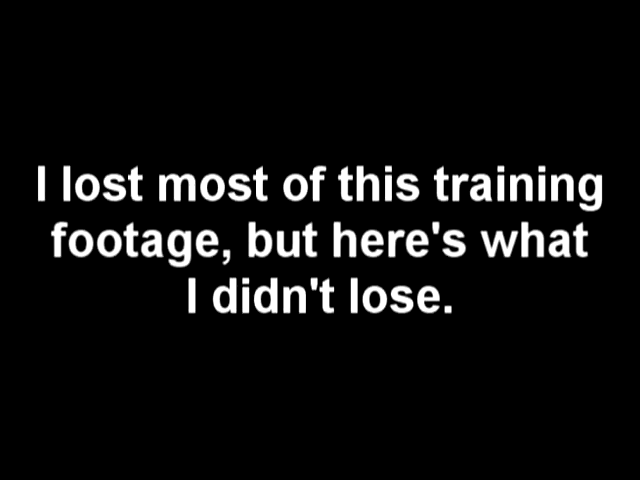 I lost most of this training
footage, but here's what
I didn't lose.